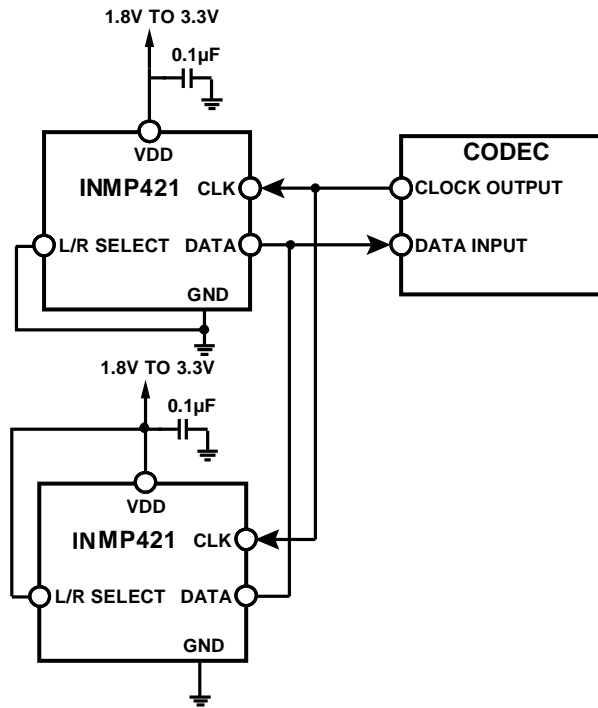 1.8V TO 3.3V
0.1µF
VDD
INMP421
CLK
L/R SELECT
DATA
GND
CODEC
CLOCK OUTPUT
DATA INPUT
1.8V TO 3.3V
0.1µF
VDD
INMP421
CLK
L/R SELECT
DATA
GND